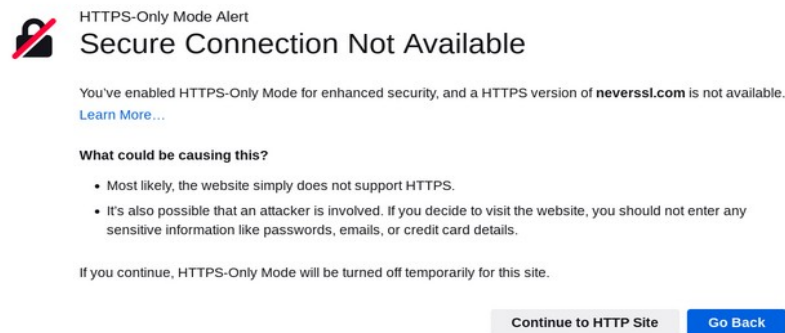 HTTPS-Only Mode Alert
Secure Connection Not Available
You've enabled HTTPS-Only Mode for enhanced security, and a HTTPS version of neverssl.com is not available.
Learn More…
What could be causing this?
• Most likely, the website simply does not support HTTPS.
• It's also possible that an attacker is involved. If you decide to visit the website, you should not enter any
sensitive information like passwords, emails, or credit card details.
If you continue, HTTPS-Only Mode will be turned off temporarily for this site.
Continue to HTTP Site
Go Back